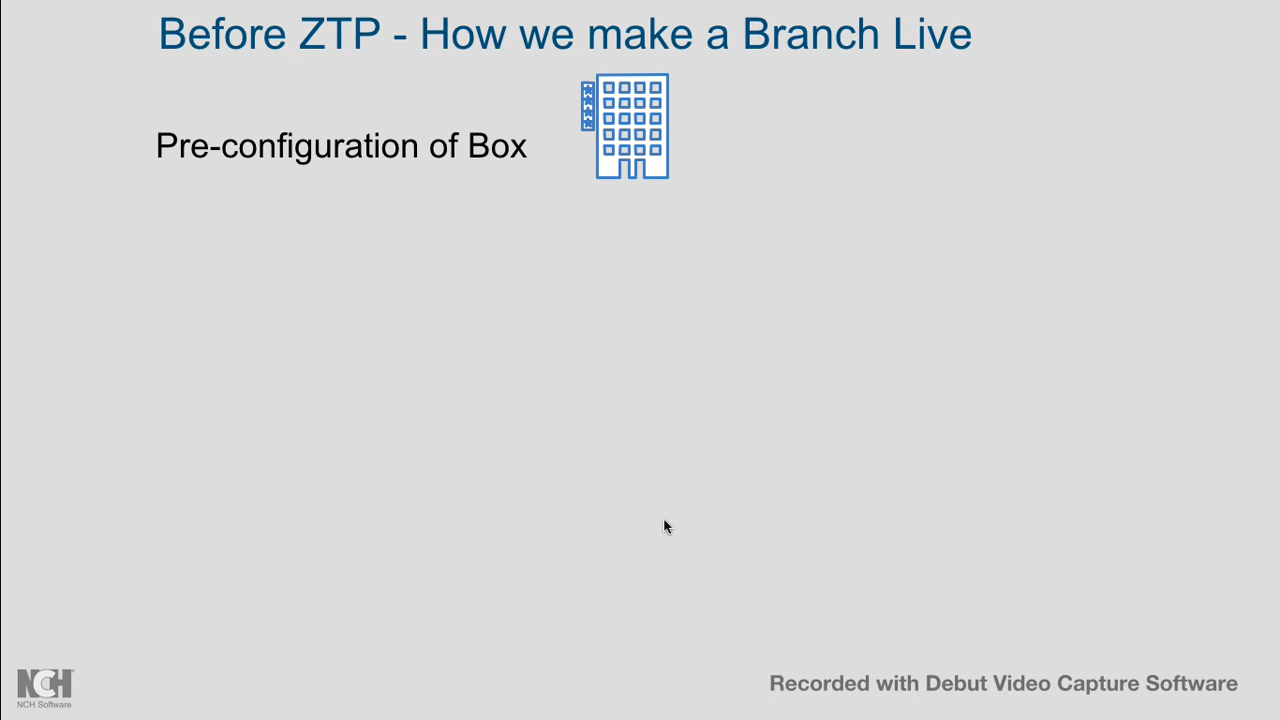 Before ZTP - How we make a Branch Live
Pre-configuration of Box
NCH
NCH Software
Recorded with Debut Video Capture Software